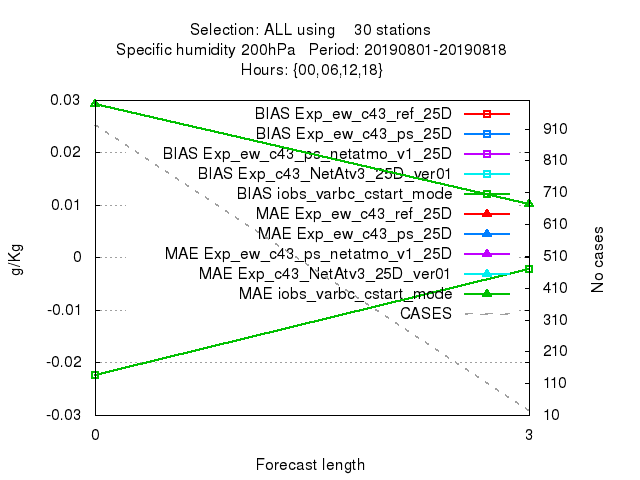 Selection: ALL using 30 stations
Specific humidity 200hPa Period: 20190801-20190818
Hours: {00,06,12,18}
0.03
0.02
0.01
0
-0.01
-0.02
-0.03
g/Kg
BIAS Exp_ew_c43_ref_25D
BIAS Exp_ew_c43_ps_25D
BIAS Exp_ew_c43_ps_netatmo_v1_25D
BIAS Exp_c43_NetAtv3_25D_ver01
BIAS iobs_varbc_cstart_mode
MAE Exp_ew_c43_ref_25D
MAE Exp_ew_c43_ps_25D
MAE Exp_ew_c43_ps_netatmo_v1_25D
MAE Exp_c43_NetAtv3_25D_ver01
MAE iobs_varbc_cstart_mode
CASES
910
810
710
610
510
410
310
210
110
10
No cases
0 3
Forecast length